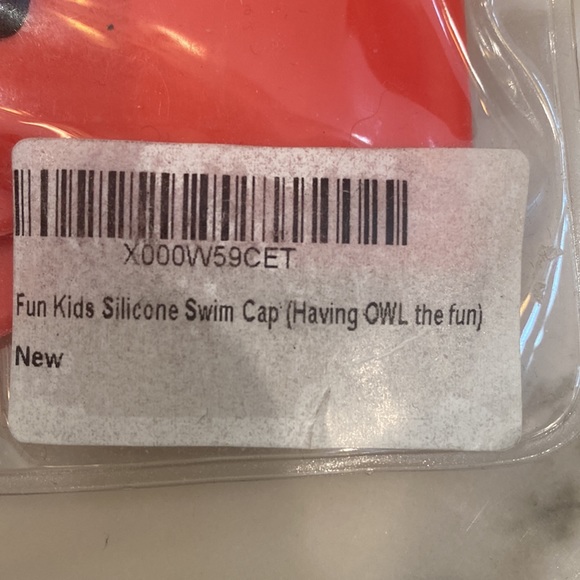 X000W59CET
Fun Kids Silicone Swim Cap (Having OWL the fun)
New